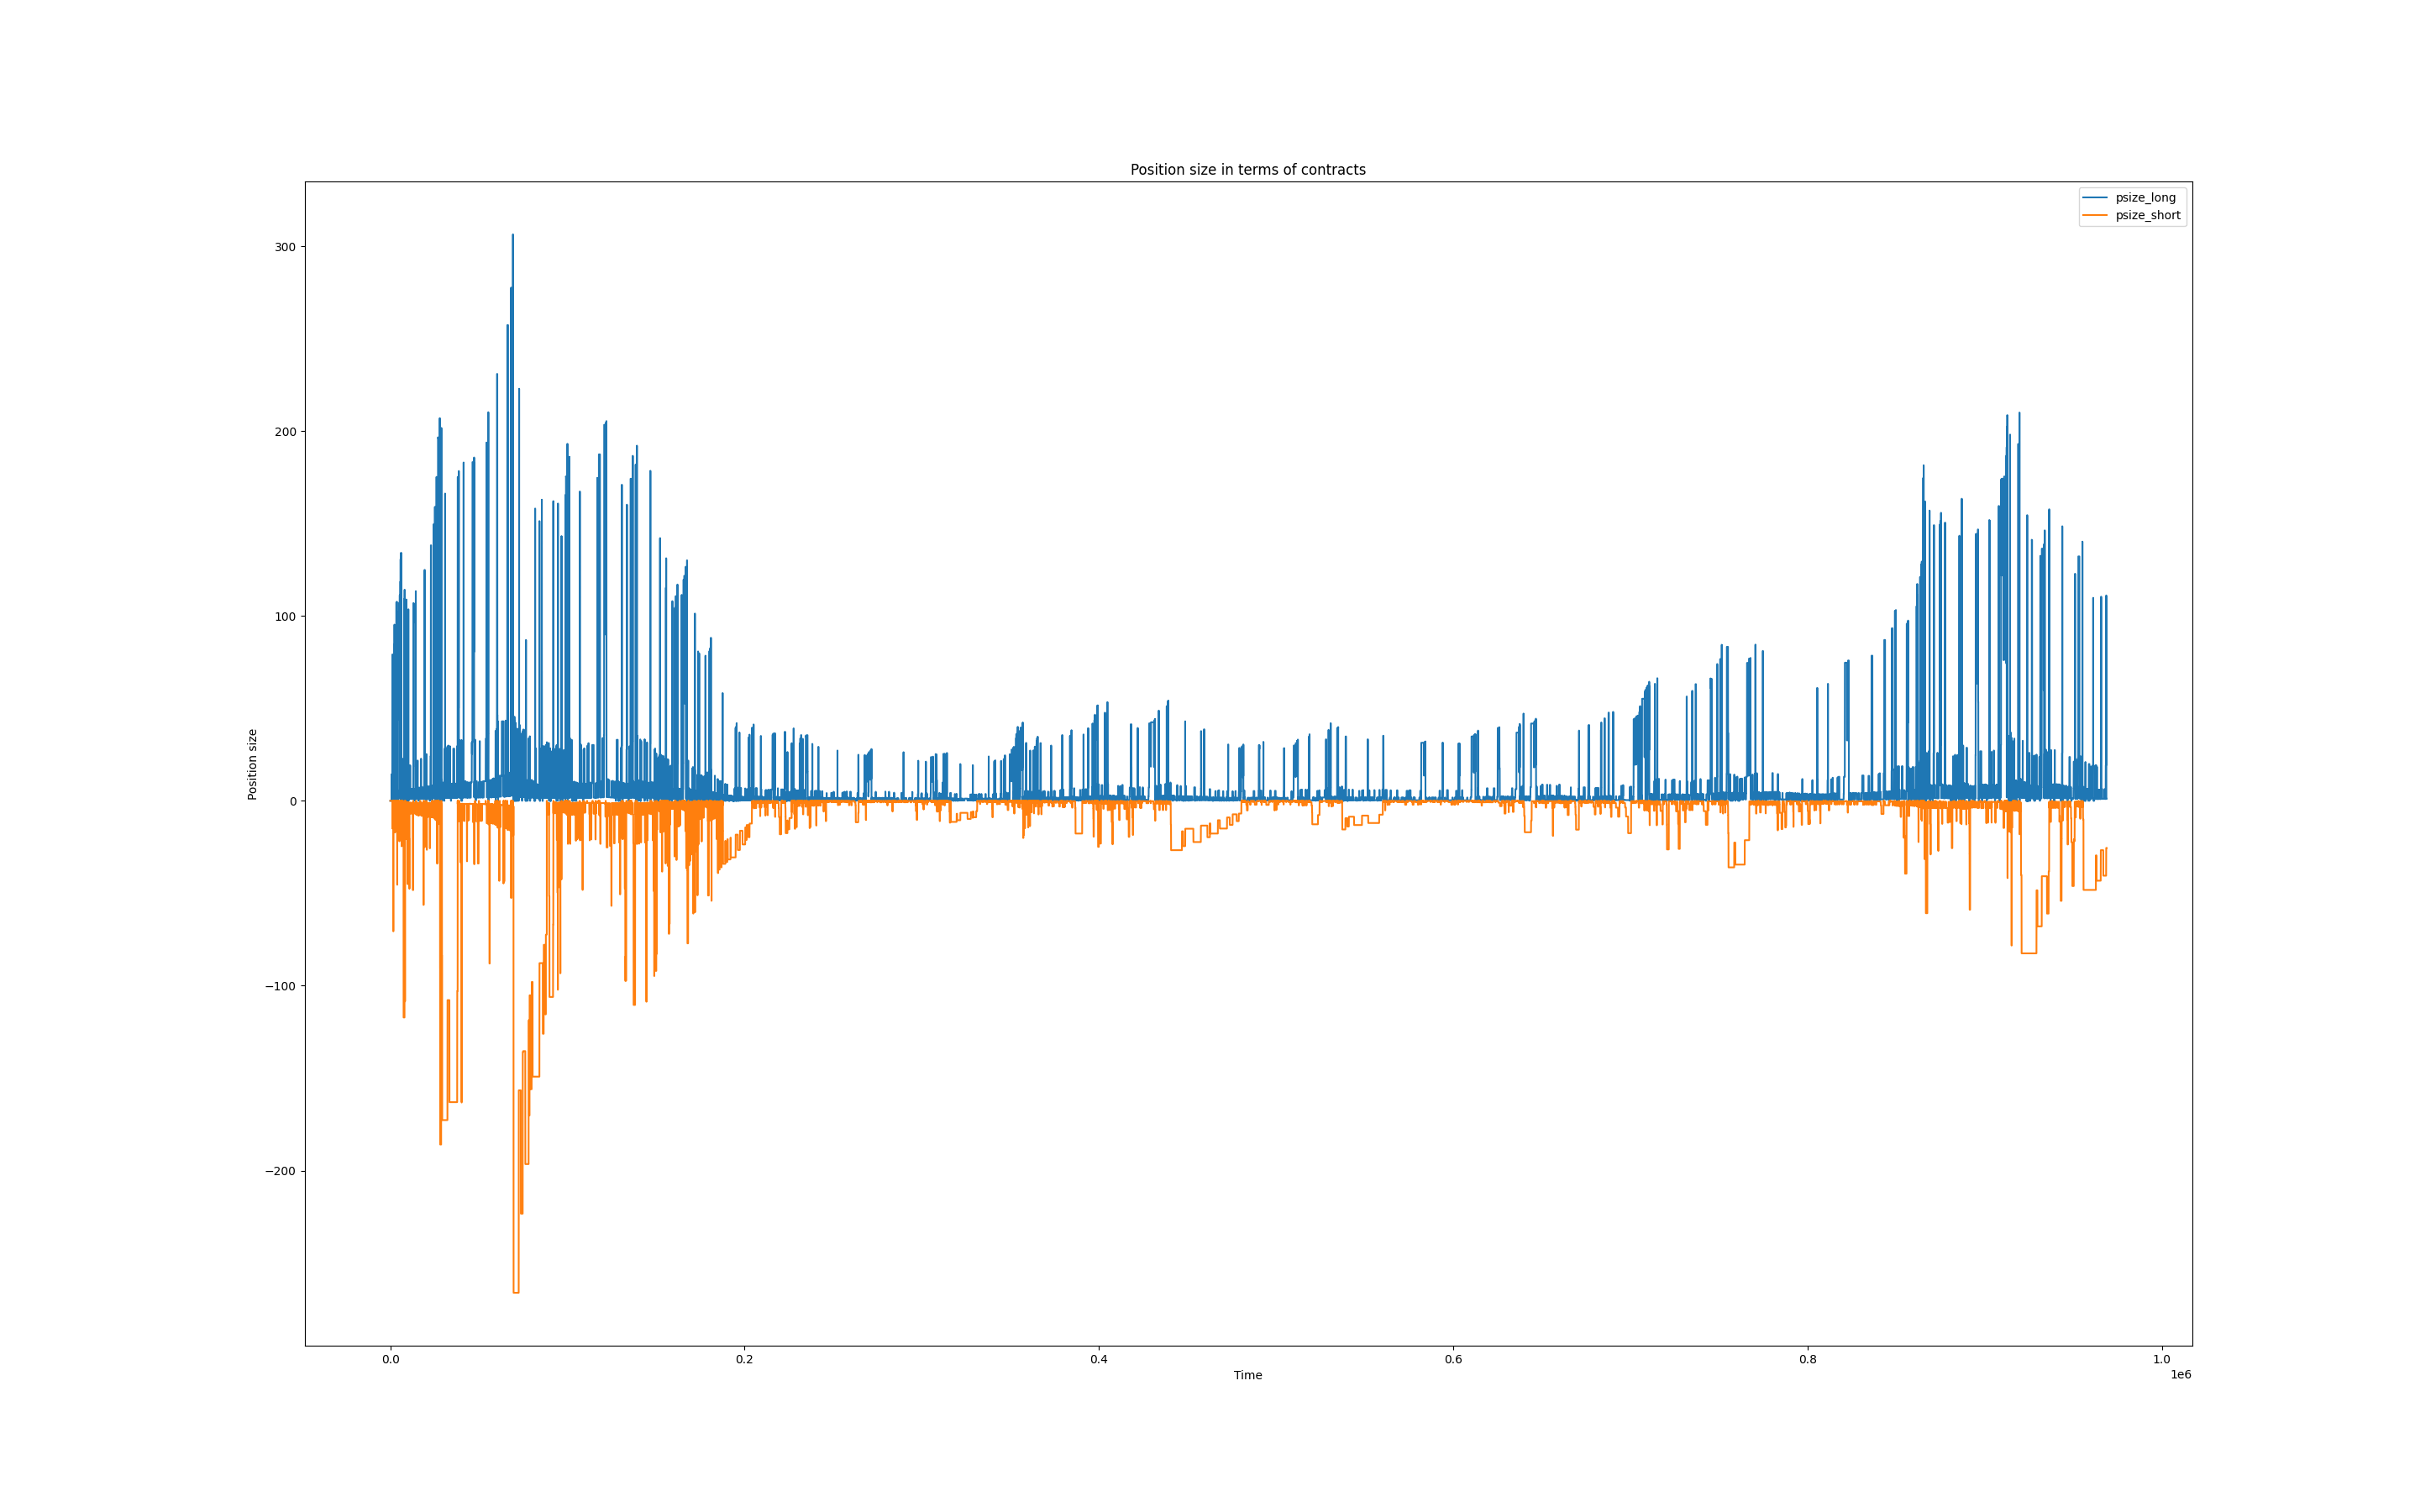 Position size in terms of contracts
psize_long
psize_short
300
200
100
0
−100
−200
Position size
0.0
0.2
0.4
0.6
0.8
1.0
Time
1e6